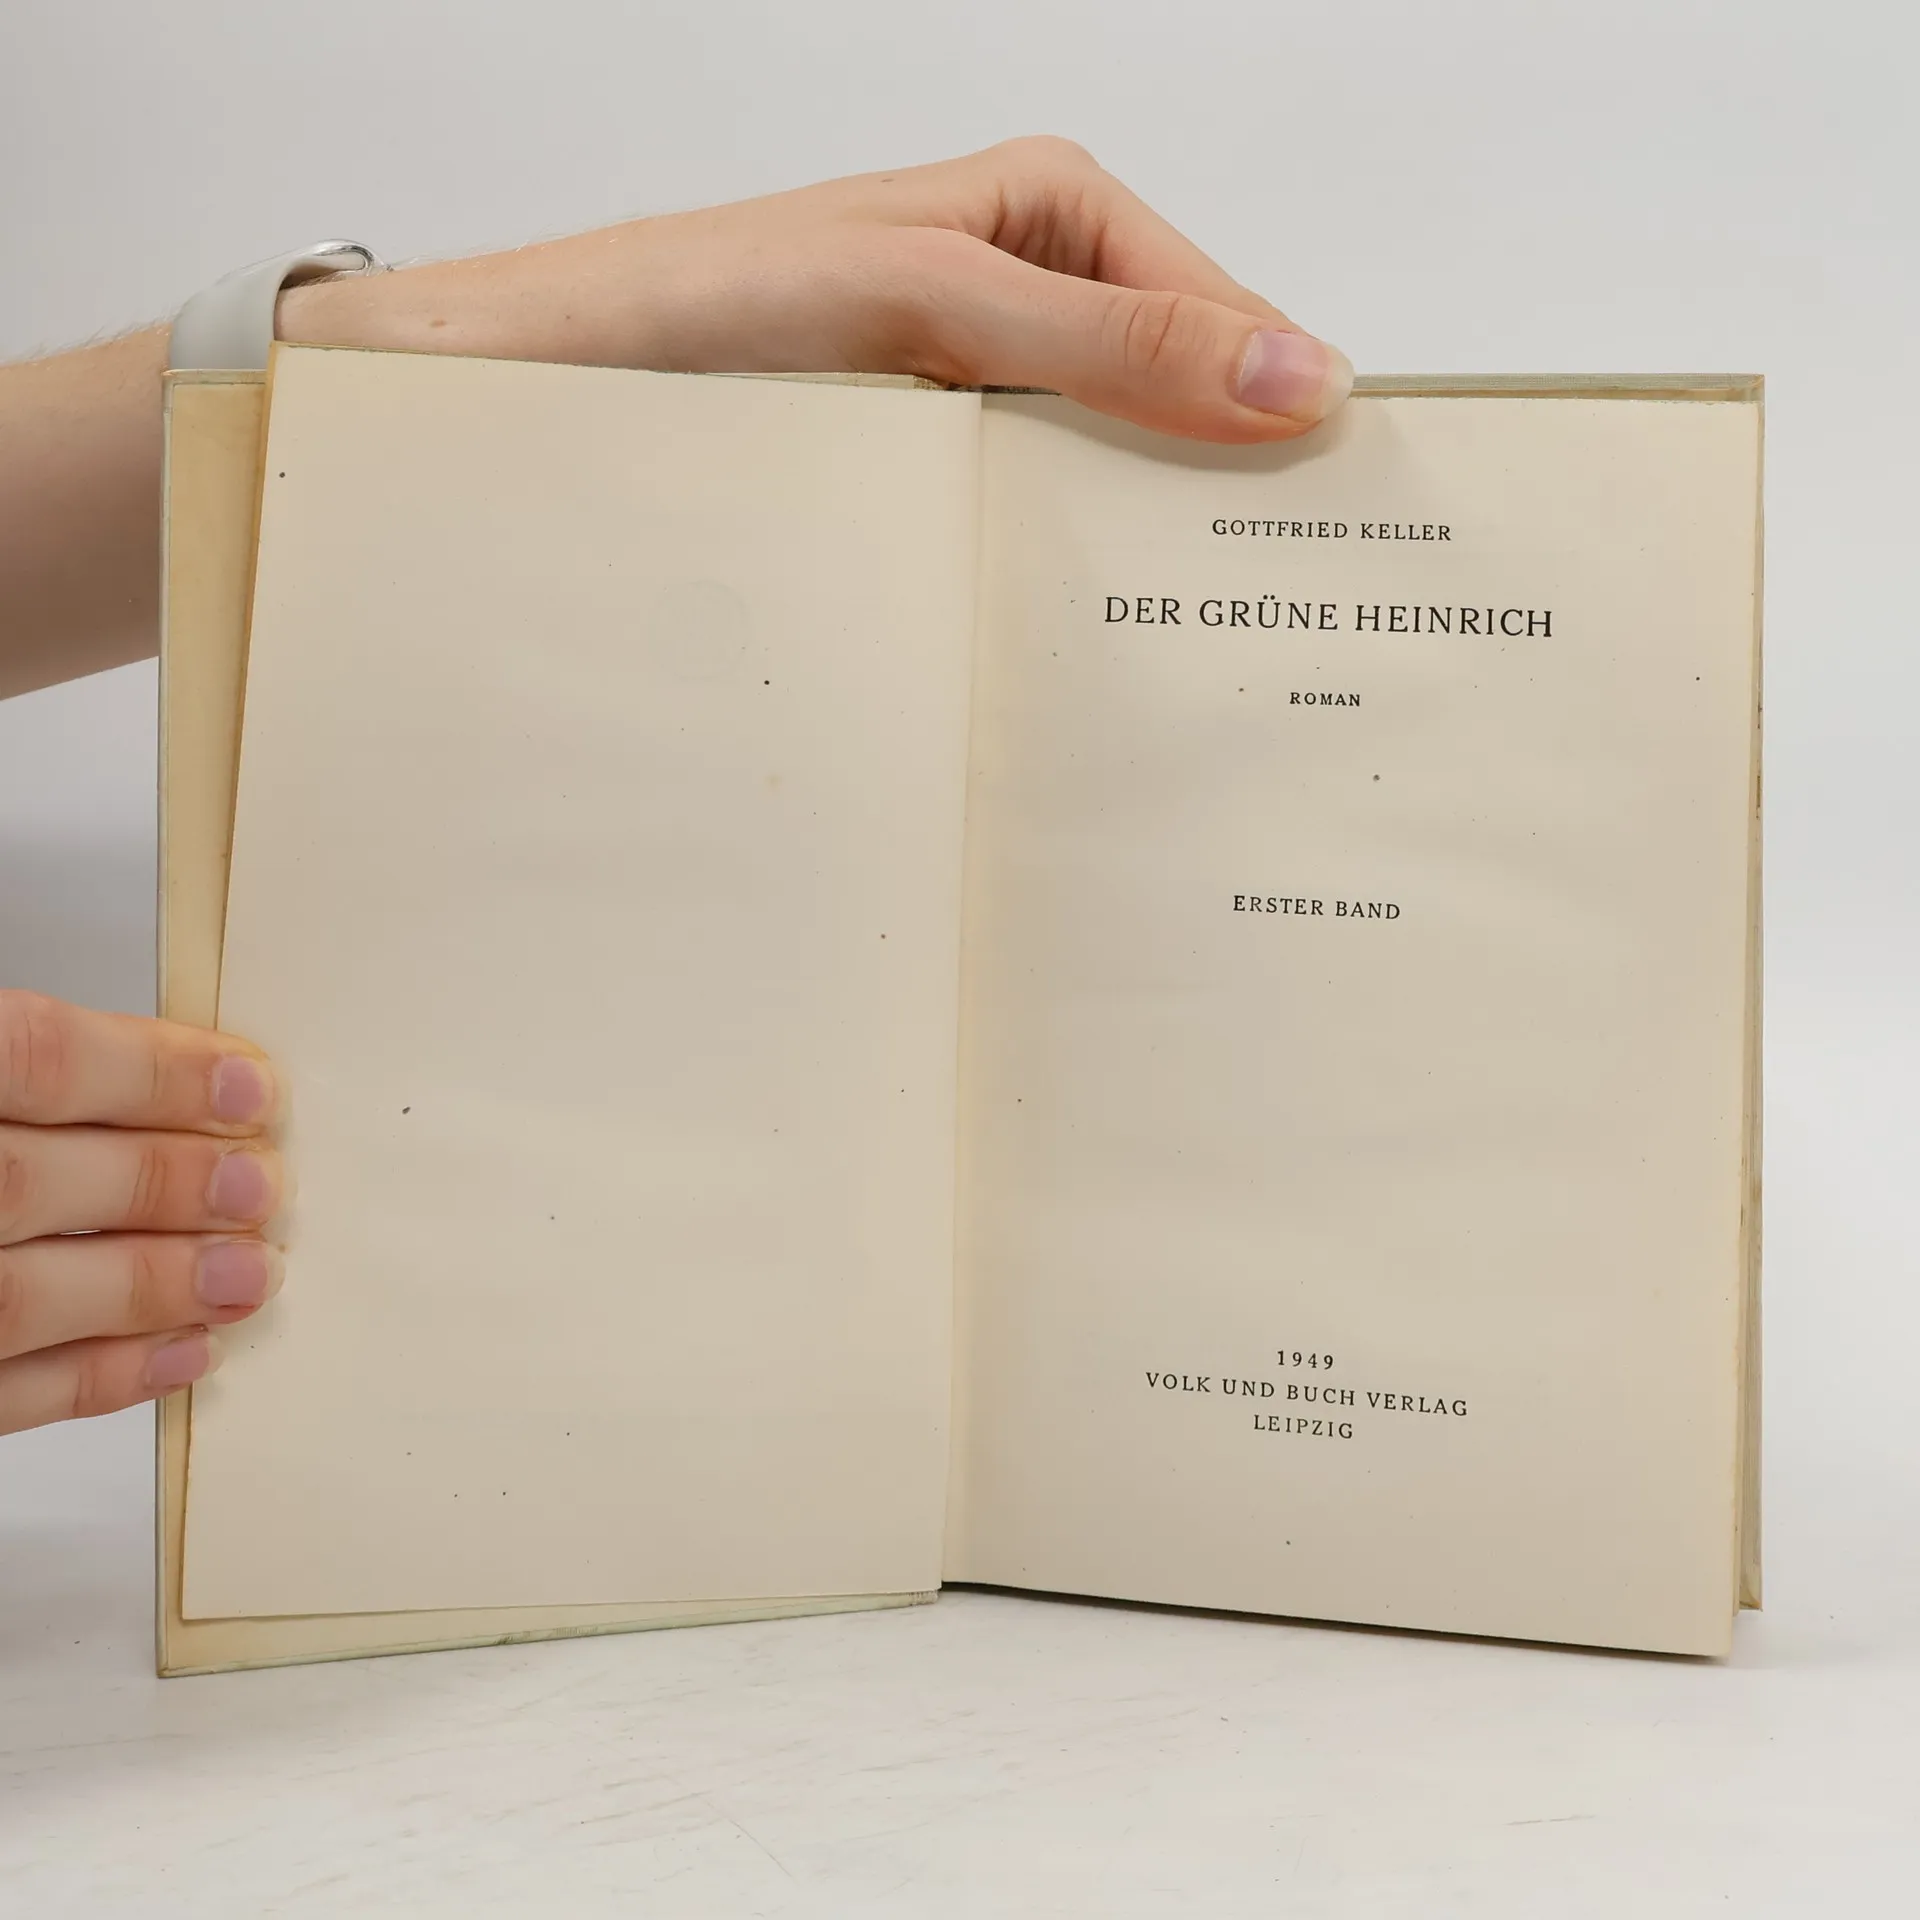 GOTTFRIED KELLER
DER GRÜNE HEINRICH
ROMAN
ERSTER BAND
1949
VOLK UND BUCH VERLAG
LEIPZIG